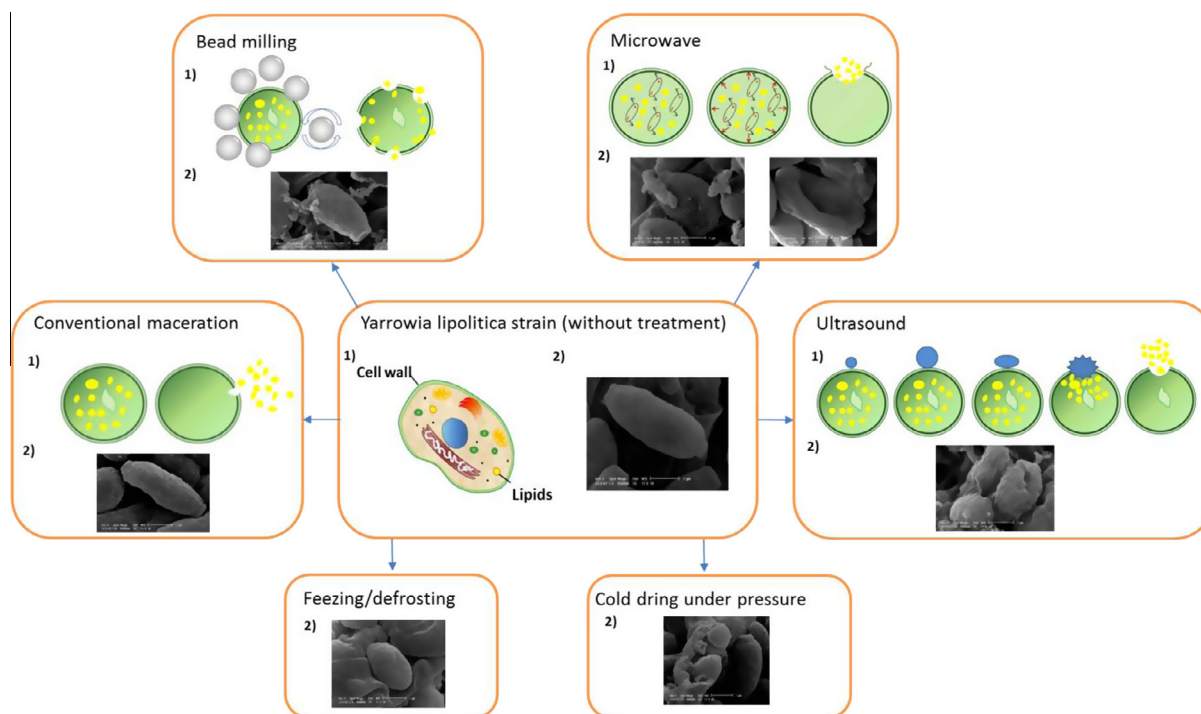 Bead milling
1)
2)
Microwave
1)
2)
Conventional maceration
1)
2)
Yarrowia lipolitica strain (without treatment)
1)
Cell wall
Lipids
2)
Ultrasound
1)
2)
Feezing/defrosting
2)
Cold dring under pressure
2)